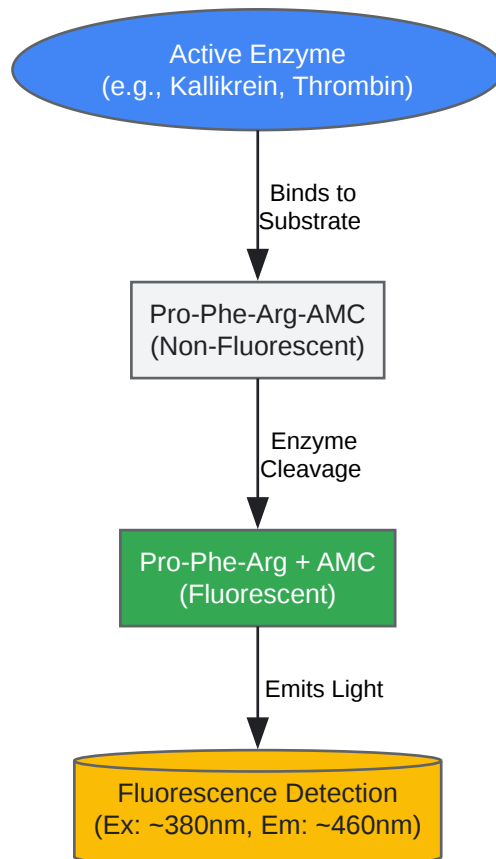 Active Enzyme
(e.g., Kallikrein, Thrombin)
Binds to
Substrate
Pro-Phe-Arg-AMC
(Non-Fluorescent)
Enzyme
Cleavage
Pro-Phe-Arg + AMC
(Fluorescent)
Emits Light
Fluorescence Detection
(Ex: ~380nm, Em: ~460nm)